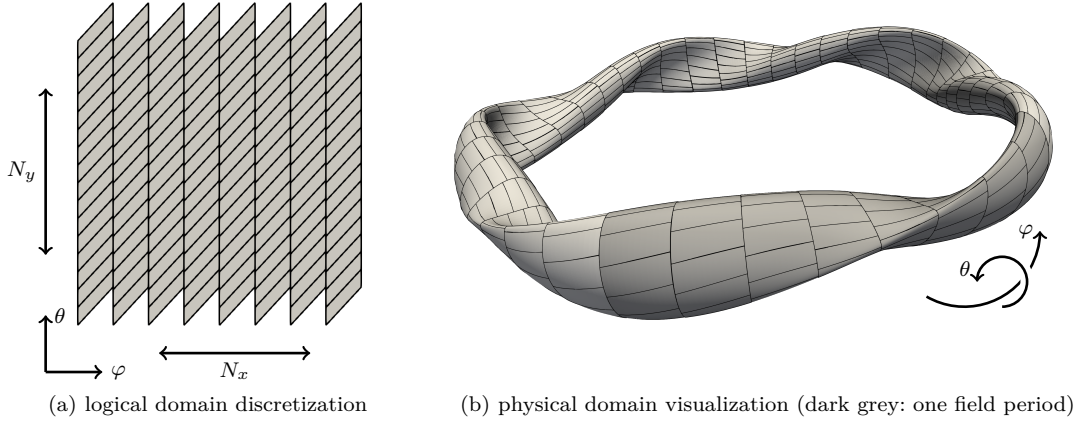 N_y
θ
φ
N_x
(a) logical domain discretization
φ
θ
(b) physical domain visualization (dark grey: one field period)